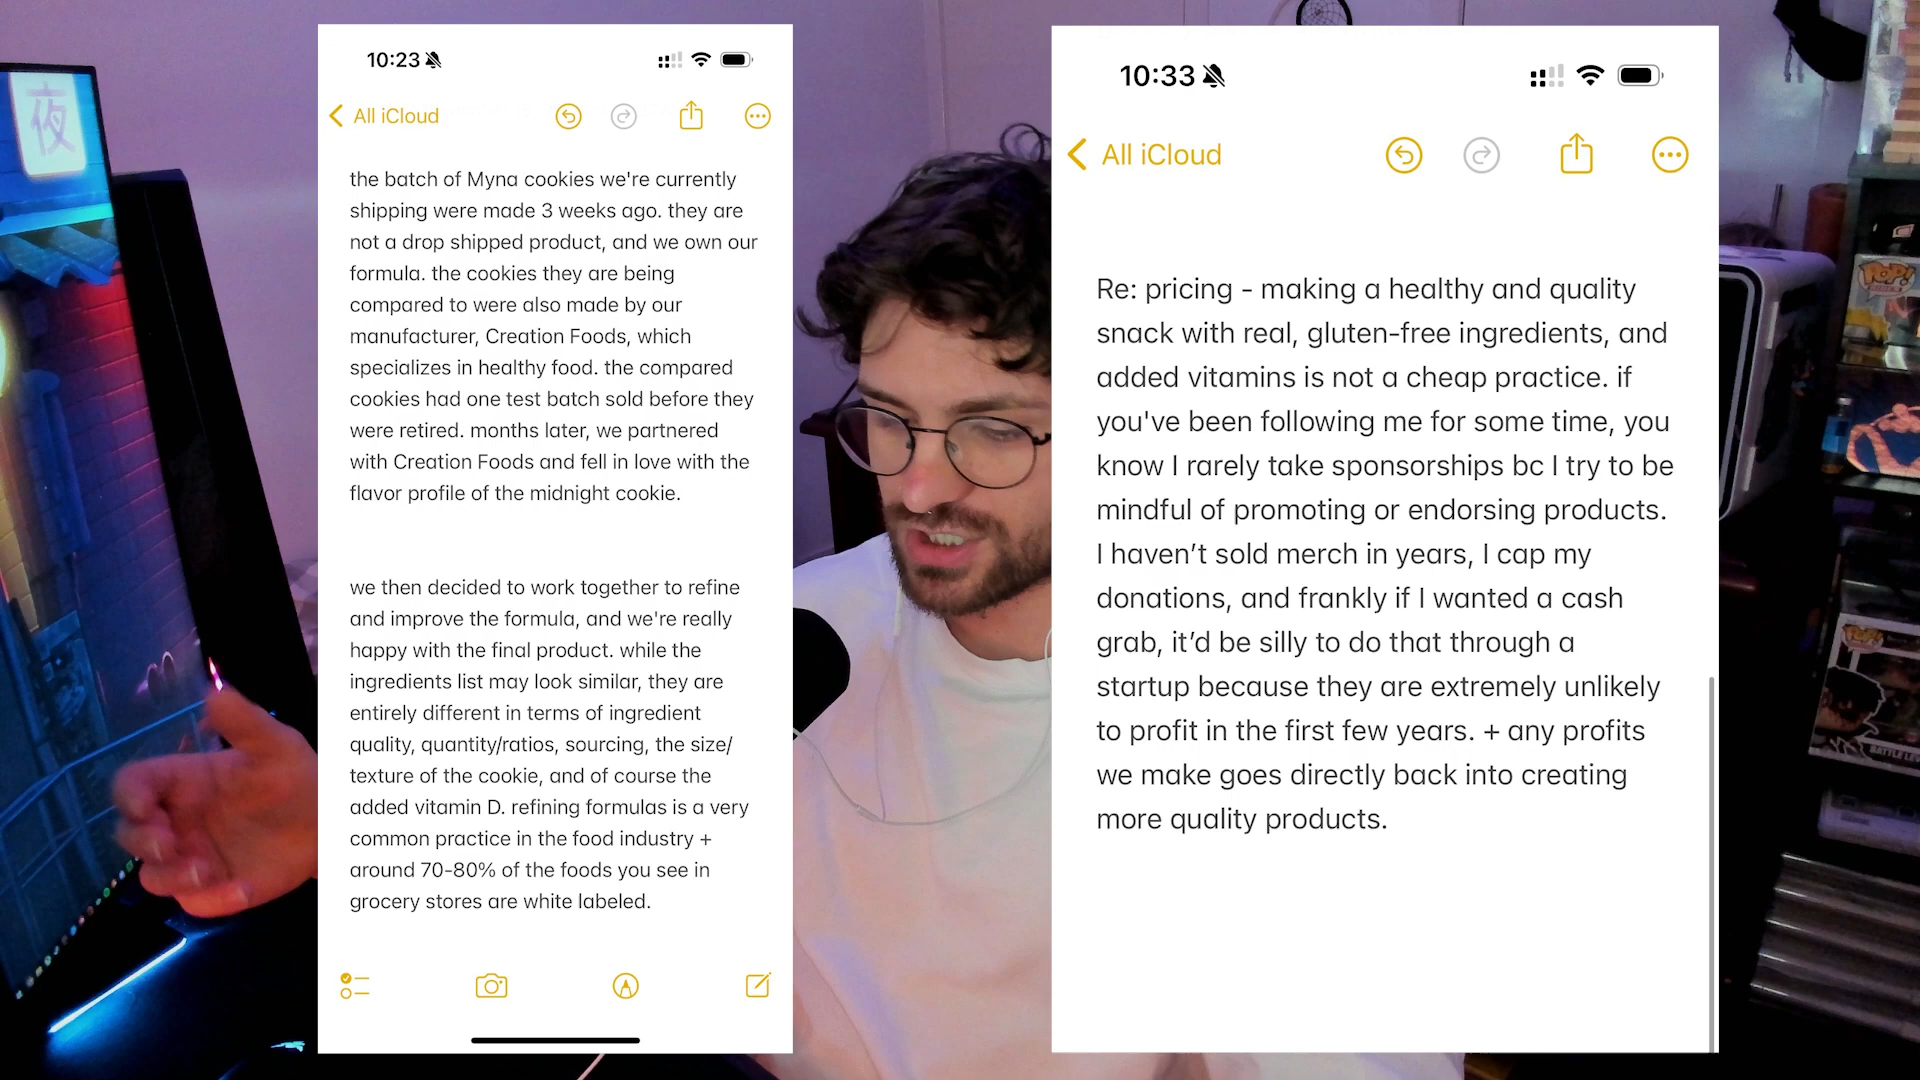 夜
10:23
All iCloud
the batch of Myna cookies we're currently
shipping were made 3 weeks ago. they are
not a drop shipped product, and we own our
formula. the cookies they are being
compared to were also made by our
manufacturer, Creation Foods, which
specializes in healthy food. the compared
cookies had one test batch sold before they
were retired. months later, we partnered
with Creation Foods and fell in love with the
flavor profile of the midnight cookie.
we then decided to work together to refine
and improve the formula, and we're really
happy with the final product. while the
ingredients list may look similar, they are
entirely different in terms of ingredient
quality, quantity/ratios, sourcing, the size/
texture of the cookie, and of course the
added vitamin D. refining formulas is a very
common practice in the food industry +
around 70-80% of the foods you see in
grocery stores are white labeled.
10:33
All iCloud
Re: pricing - making a healthy and quality
snack with real, gluten-free ingredients, and
added vitamins is not a cheap practice. if
you've been following me for some time, you
know I rarely take sponsorships bc I try to be
mindful of promoting or endorsing products.
I haven’t sold merch in years, I cap my
donations, and frankly if I wanted a cash
grab, it’d be silly to do that through a
startup because they are extremely unlikely
to profit in the first few years. + any profits
we make goes directly back into creating
more quality products.
POP!
POP!